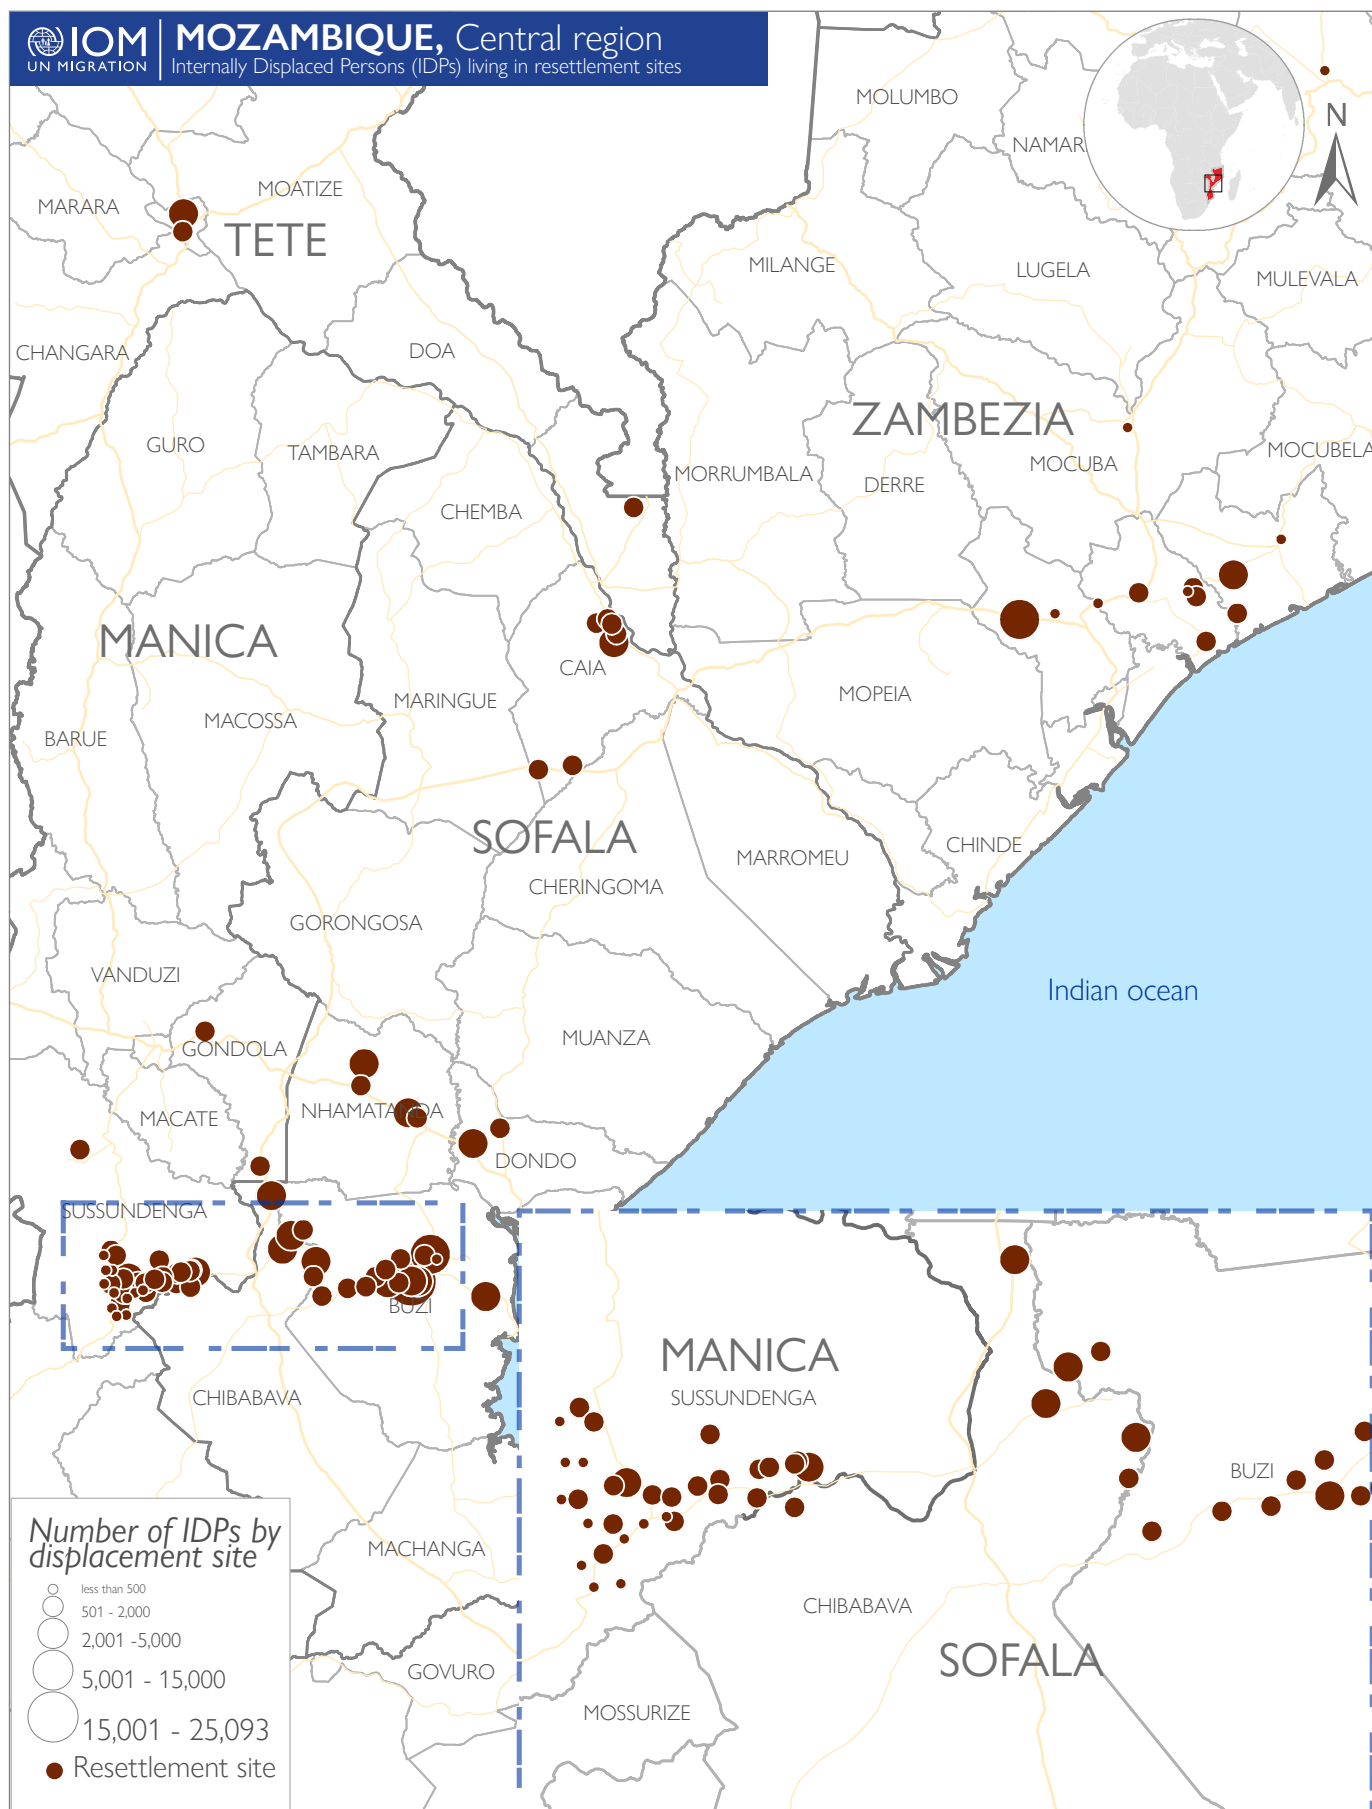 IOM
UN MIGRATION
MOZAMBIQUE, Central region
Internally Displaced Persons (IDPs) living in resettlement sites
MOLUMBO
NAMAR
N
MOATIZE
MARARA
TETE
MILANGE
LUGELA
MULEVALA
CHANGARA
DOA
ZAMBEZIA
GURO
TAMBARA
MORRUMBALA
DERRE
MOCUBA
MOCUBELA
CHEMBA
MANICA
CAIA
MARINGUE
MOPEIA
MACOSSA
BARUE
SOFALA
CHINDE
MARROMEU
CHERINGOMA
GORONGOSA
VANDUZI
Indian ocean
MUANZA
GONDOLA
MACATE
NHAMATANDA
DONDO
SUSSUNDENGA
BUZI
CHIBABAVA
MACHANGA
GOVURO
MANICA
SUSSUNDENGA
BUZI
CHIBABAVA
SOFALA
MOSSURIZE
Number of IDPs by
displacement site
less than 500
501 - 2,000
2,001 -5,000
5,001 - 15,000
15,001 - 25,093
Resettlement site